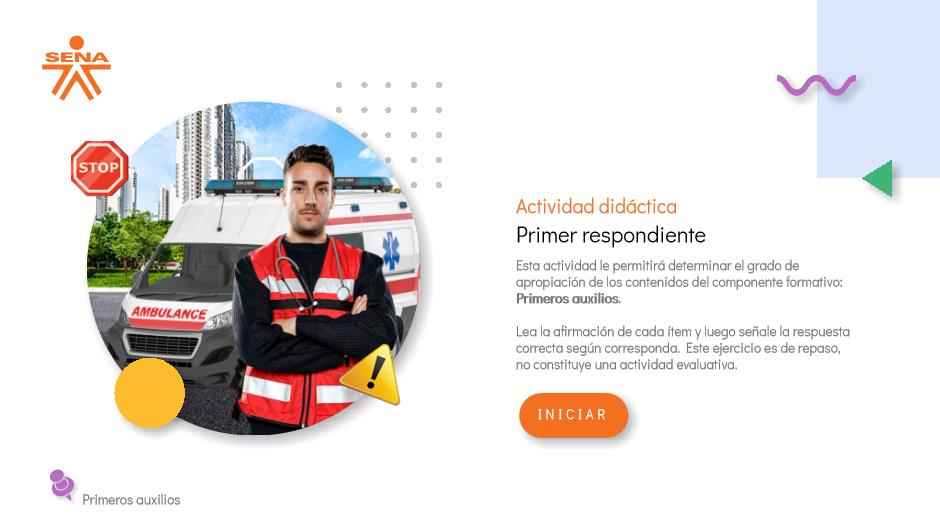 SENA
STOP
AMBULANCE
Actividad didáctica
Primer respondiente
Esta actividad le permitirá determinar el grado de
apropiación de los contenidos del componente formativo:
Primeros auxilios.
Lea la afirmación de cada ítem y luego señale la respuesta
correcta según corresponda. Este ejercicio es de repaso,
no constituye una actividad evaluativa.
INICIAR
Primeros auxilios